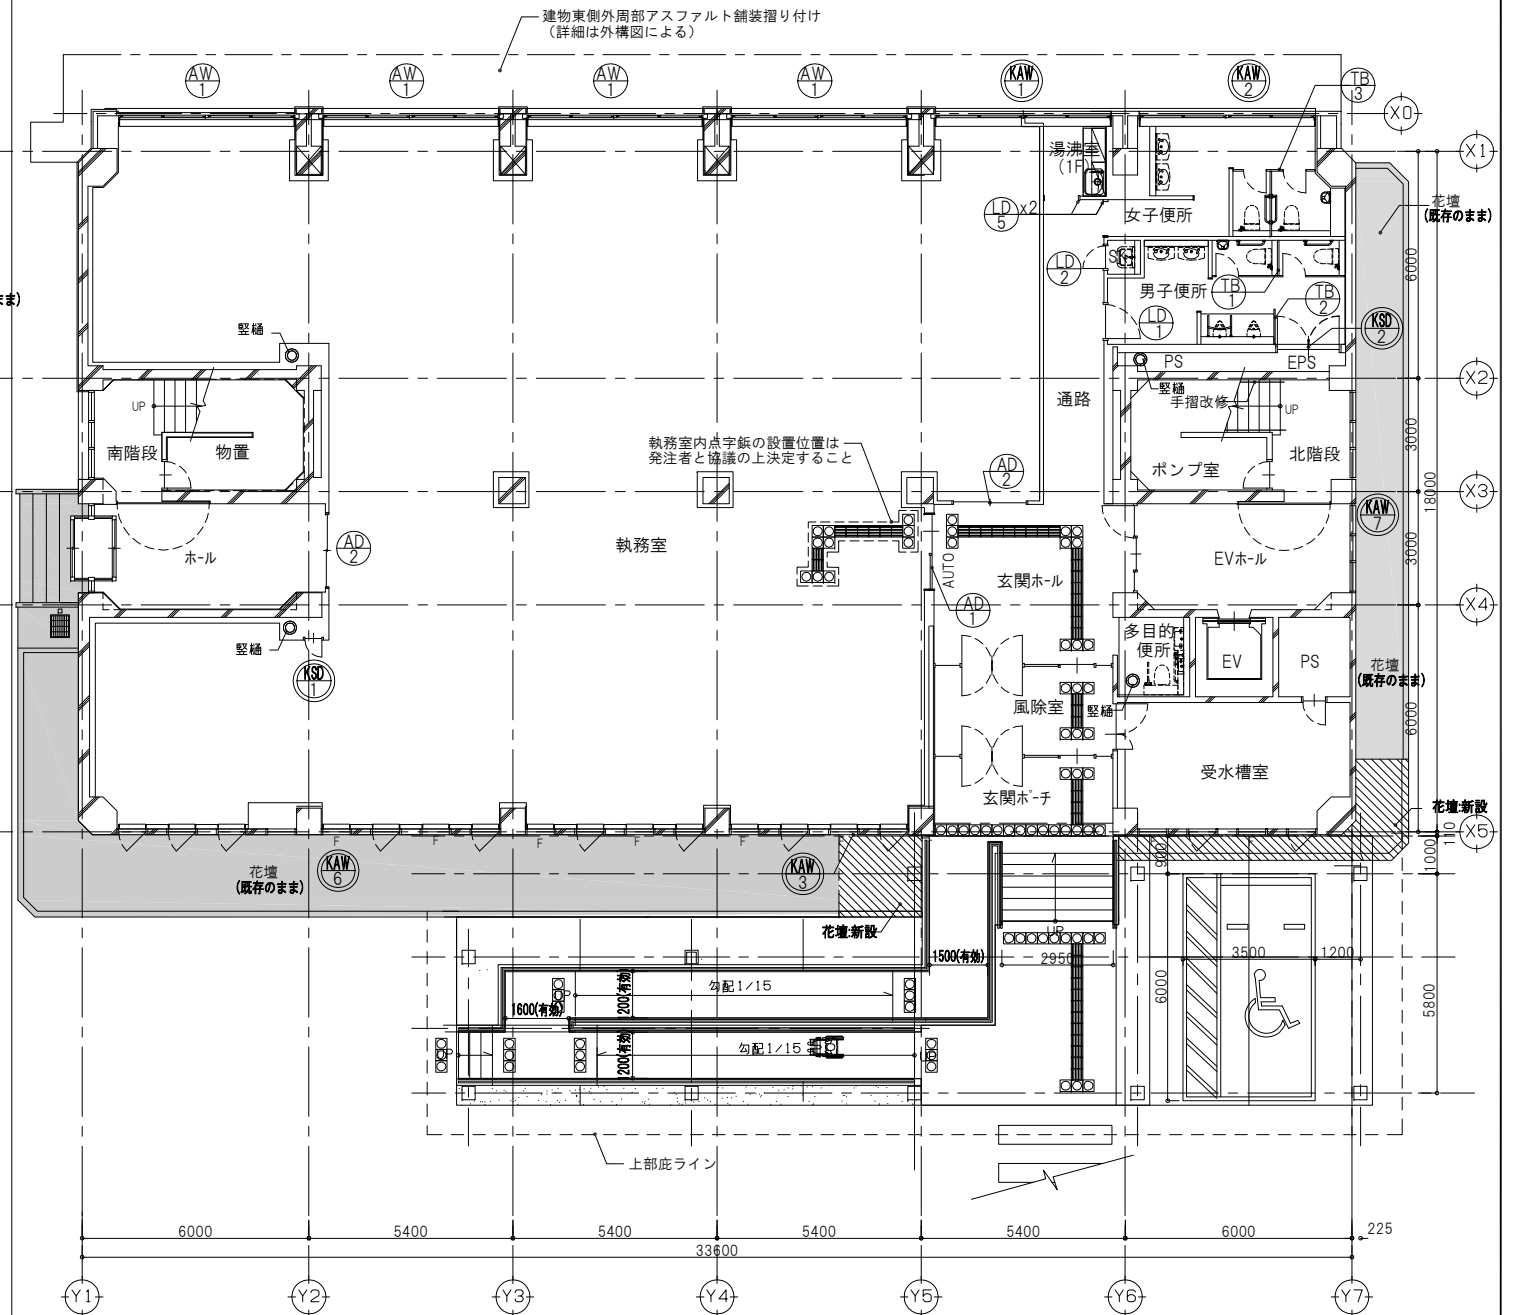 建物東側外周部アスファルト舗装摺り付け
（詳細は外構図による）
AW
1
AW
1
AW
1
AW
1
KAW
1
KAW
2
TB
3
X0
X1
湯沸室
(1F)
LD
5
x2
女子便所
花壇
(既存のまま)
6000
LD
2
SK
男子便所
TB
1
TB
2
LD
1
KSD
2
まま)
竪樋
PS
EPS
X2
竪樋
手摺改修
UP
UP
通路
南階段
物置
執務室内点字鋲の設置位置は
発注者と協議の上決定すること
ポンプ室
北階段
3000
AD
2
X3
18000
KAW
7
ホール
AD
2
執務室
AUTO
玄関ホール
EVホール
3000
AD
1
X4
多目的
便所
EV
PS
竪樋
KSD
1
花壇
(既存のまま)
風除室
竪樋
6000
受水槽室
玄関ポーチ
花壇:新設
X5
110
F
F
F
F
F
KAW
6
KAW
3
花壇
(既存のまま)
900
1000
花壇:新設
UP
1500(有効)
2950
3500
1200
勾配1/15
1200(有効)
1600(有効)
6000
5800
勾配1/15
1200(有効)
UP
上部庇ライン
6000
5400
5400
5400
5400
6000
225
33600
Y1
Y2
Y3
Y4
Y5
Y6
Y7